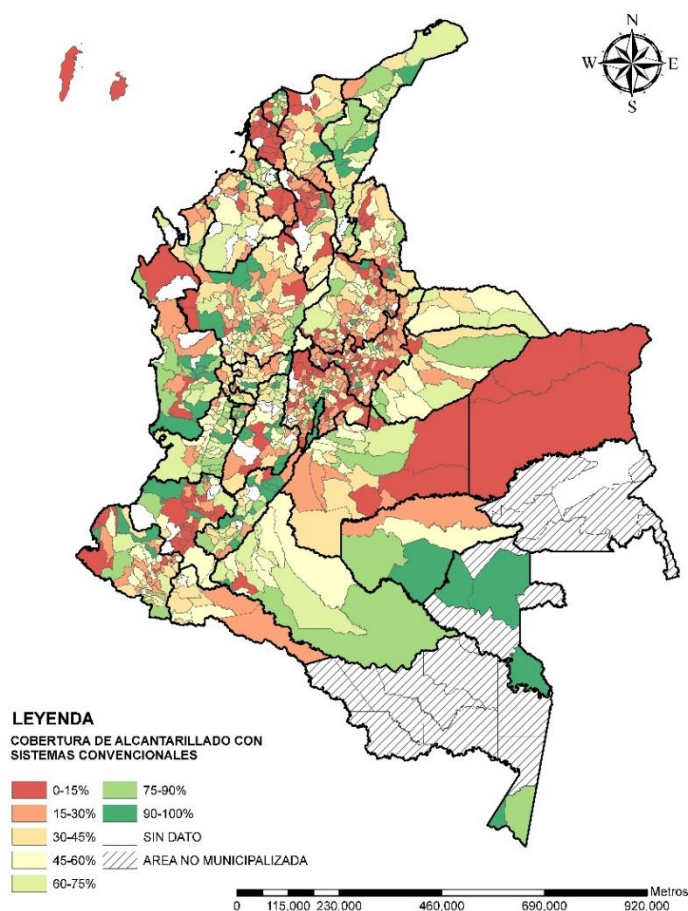 N
W E
S
LEYENDA
COBERTURA DE ALCANTARILLADO CON
SISTEMAS CONVENCIONALES
0-15% 75-90%
15-30% 90-100%
30-45% SIN DATO
45-60% AREA NO MUNICIPALIZADA
60-75%
Metros
0 115.000 230.000 460.000 690.000 920.000